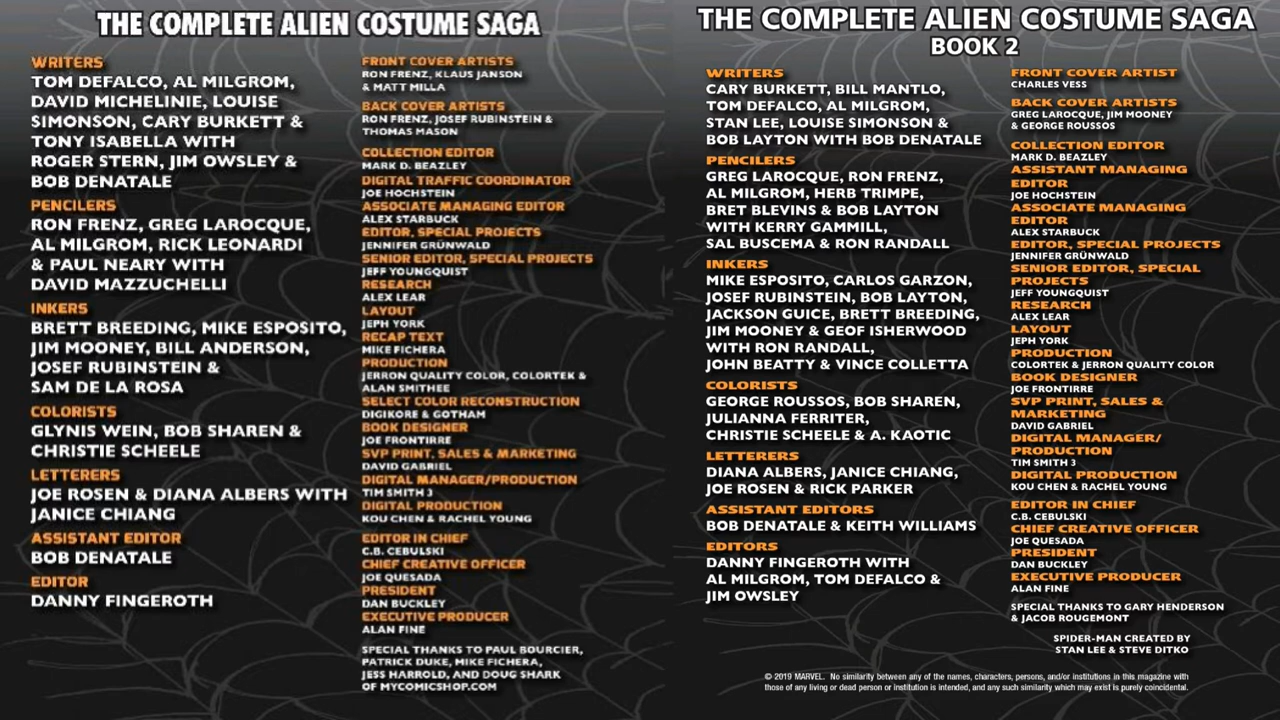 THE COMPLETE ALIEN COSTUME SAGA
WRITERS
TOM DEFALCO, AL MILGROM,
DAVID MICHELINIE, LOUISE
SIMONSON, CARY BURKETT &
TONY ISABELLA WITH
ROGER STERN, JIM OWSLEY &
BOB DENATALE
PENCILERS
RON FRENZ, GREG LAROCQUE,
AL MILGROM, RICK LEONARDI
& PAUL NEARY WITH
DAVID MAZZUCHELLI
INKERS
BRETT BREEDING, MIKE ESPOSITO,
JIM MOONEY, BILL ANDERSON,
JOSEF RUBINSTEIN &
SAM DE LA ROSA
COLORISTS
GLYNIS WEIN, BOB SHAREN &
CHRISTIE SCHEELE
LETTERERS
JOE ROSEN & DIANA ALBERS WITH
JANICE CHIANG
ASSISTANT EDITOR
BOB DENATALE
EDITOR
DANNY FINGEROTH
FRONT COVER ARTISTS
RON FRENZ, KLAUS JANSON
& MATT MILLA
BACK COVER ARTISTS
RON FRENZ, JOSEF RUBINSTEIN &
THOMAS MASON
COLLECTION EDITOR
MARK D. BEAZLEY
DIGITAL TRAFFIC COORDINATOR
JOE HOCHSTEIN
ASSOCIATE MANAGING EDITOR
ALEX STARBUCK
EDITOR, SPECIAL PROJECTS
JENNIFER GRÜNWALD
SENIOR EDITOR, SPECIAL PROJECTS
JEFF YOUNGQUIST
RESEARCH
ALEX LEAR
LAYOUT
JEPH YORK
RECAP TEXT
MIKE FICHERA
PRODUCTION
JERRON QUALITY COLOR, COLORTEK &
ALAN SMITHEE
SELECT COLOR RECONSTRUCTION
DIGIKORE & GOTHAM
BOOK DESIGNER
JOE FRONTIRRE
SVP PRINT, SALES & MARKETING
DAVID GABRIEL
DIGITAL MANAGER/PRODUCTION
TIM SMITH 3
DIGITAL PRODUCTION
KOU CHEN & RACHEL YOUNG
EDITOR IN CHIEF
C.B. CEBULSKI
CHIEF CREATIVE OFFICER
JOE QUESADA
PRESIDENT
DAN BUCKLEY
EXECUTIVE PRODUCER
ALAN FINE
SPECIAL THANKS TO PAUL BOURCIER,
PATRICK DUKE, MIKE FICHERA,
JESS HARROLD, AND DOUG SHARK
OF MYCOMICSHOP.COM
THE COMPLETE ALIEN COSTUME SAGA
BOOK 2
WRITERS
CARY BURKETT, BILL MANTLO,
TOM DEFALCO, AL MILGROM,
STAN LEE, LOUISE SIMONSON &
BOB LAYTON WITH BOB DENATALE
PENCILERS
GREG LAROCQUE, RON FRENZ,
AL MILGROM, HERB TRIMPE,
BRET BLEVINS & BOB LAYTON
WITH KERRY GAMMILL,
SAL BUSCEMA & RON RANDALL
INKERS
MIKE ESPOSITO, CARLOS GARZON,
JOSEF RUBINSTEIN, BOB LAYTON,
JACKSON GUICE, BRETT BREEDING,
JIM MOONEY & GEOF ISHERWOOD
WITH RON RANDALL,
JOHN BEATTY & VINCE COLLETTA
COLORISTS
GEORGE ROUSSOS, BOB SHAREN,
JULIANNA FERRITER,
CHRISTIE SCHEELE & A. KAOTIC
LETTERERS
DIANA ALBERS, JANICE CHIANG,
JOE ROSEN & RICK PARKER
ASSISTANT EDITORS
BOB DENATALE & KEITH WILLIAMS
EDITORS
DANNY FINGEROTH WITH
AL MILGROM, TOM DEFALCO &
JIM OWSLEY
FRONT COVER ARTIST
CHARLES VESS
BACK COVER ARTISTS
GREG LAROCQUE, JIM MOONEY
& GEORGE ROUSSOS
COLLECTION EDITOR
MARK D. BEAZLEY
ASSISTANT MANAGING
EDITOR
JOE HOCHSTEIN
ASSOCIATE MANAGING
EDITOR
ALEX STARBUCK
EDITOR, SPECIAL PROJECTS
JENNIFER GRÜNWALD
SENIOR EDITOR, SPECIAL
PROJECTS
JEFF YOUNGQUIST
RESEARCH
ALEX LEAR
LAYOUT
JEPH YORK
PRODUCTION
COLORTEK & JERRON QUALITY COLOR
BOOK DESIGNER
JOE FRONTIRRE
SVP PRINT, SALES &
MARKETING
DAVID GABRIEL
DIGITAL MANAGER/
PRODUCTION
TIM SMITH 3
DIGITAL PRODUCTION
KOU CHEN & RACHEL YOUNG
EDITOR IN CHIEF
C.B. CEBULSKI
CHIEF CREATIVE OFFICER
JOE QUESADA
PRESIDENT
DAN BUCKLEY
EXECUTIVE PRODUCER
ALAN FINE
SPECIAL THANKS TO GARY HENDERSON
& JACOB ROUGEMONT
SPIDER-MAN CREATED BY
STAN LEE & STEVE DITKO
© 2019 MARVEL. No similarity between any of the names, characters, persons, and/or institutions in this magazine with
those of any living or dead person or institution is intended, and any such similarity which may exist is purely coincidental.